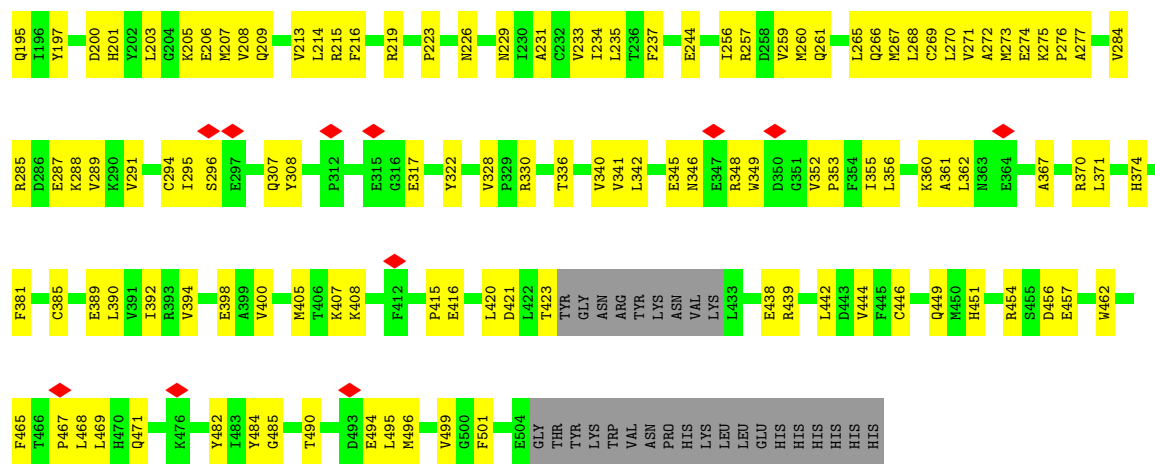 Q195 I196 Y197 D200 H201 Y202 L203 G204 K205 E206 M207 V208 Q209 V213 L214 R215 F216 R219 P223 N226 N229 I230 A231 C232 V233 I234 L235 T236 F237 E244 I256 R257 D258 V259 M260 Q261 L265 Q266 M267 L268 C269 L270 V271 A272 M273 E274 K275 P276 A277 V284
R285 D286 E287 K288 V289 K290 V291 C294 I295 S296 E297 Q307 Y308 P312 E315 G316 E317 Y322 V328 P329 R330 T336 V340 V341 L342 E345 N346 E347 R348 W349 D350 G351 V352 P353 F354 I355 L356 K360 A361 L362 N363 E364 A367 R370 L371 H374
F381 C385 E389 L390 V391 I392 R393 V394 E398 A399 V400 M405 T406 K407 K408 F412 P415 E416 L420 D421 L422 T423 TYR GLY ASN ARG TYR LYS ASN VAL LYS L433 E438 R439 L442 D443 V444 F445 C446 Q449 M450 H451 R454 S455 D456 E457 W462
F465 T466 P467 L468 L469 H470 Q471 K476 Y482 I483 Y484 G485 T490 D493 E494 L495 M496 V499 G500 F501 E504 GLY THR TYR LYS TRP VAL ASN PRO HIS LYS LEU LEU GLU HIS HIS HIS HIS HIS HIS